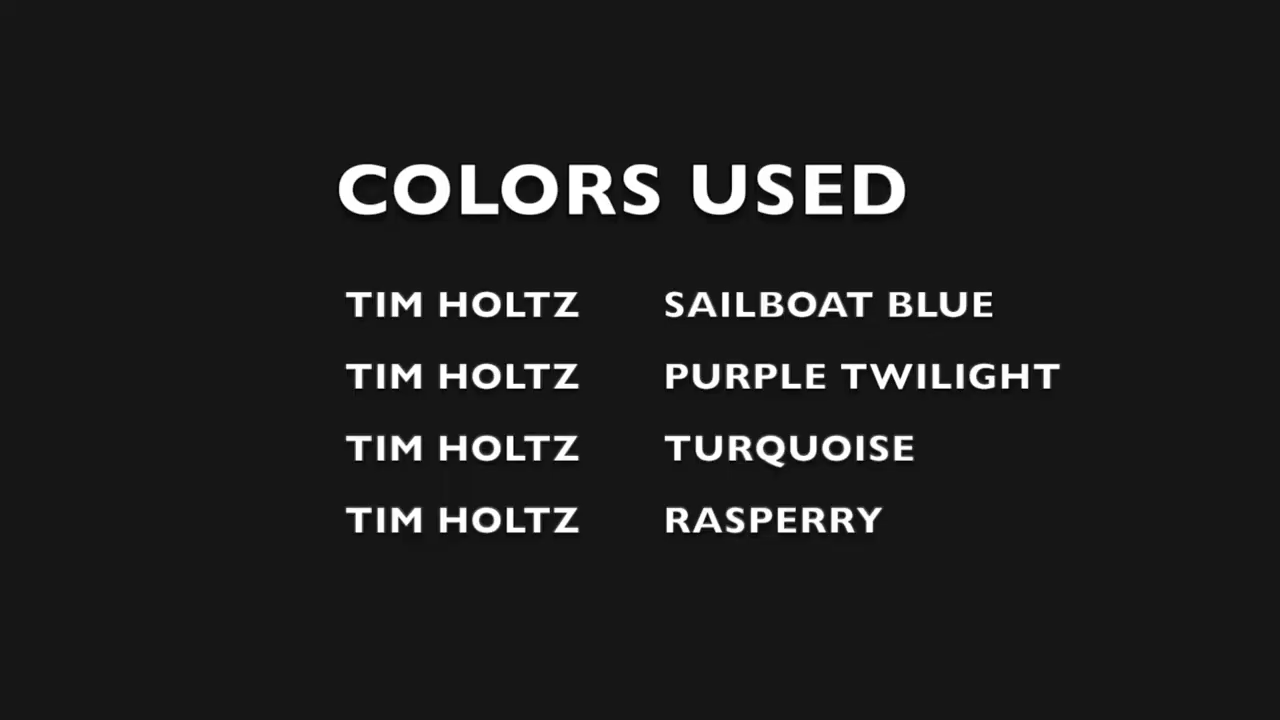 COLORS USED
TIM HOLTZ SAILBOAT BLUE
TIM HOLTZ PURPLE TWILIGHT
TIM HOLTZ TURQUOISE
TIM HOLTZ RASPERRY